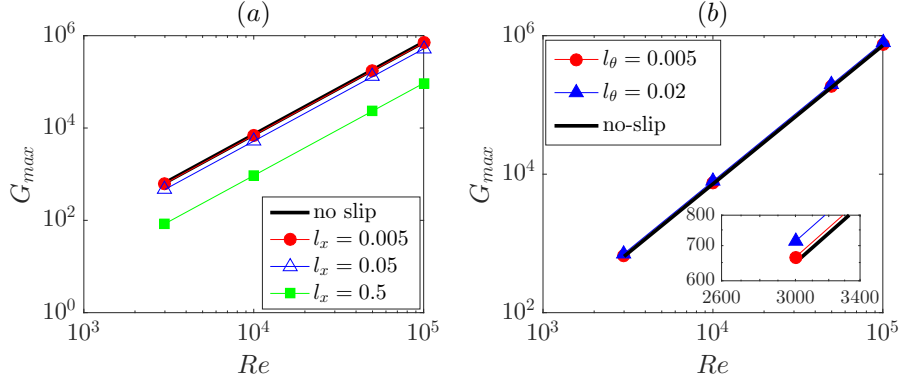 (a)
10^6
10^4
10^2
10^0
G_max
10^3
10^4
10^5
Re
no slip
l_x = 0.005
l_x = 0.05
l_x = 0.5
(b)
10^6
10^4
10^2
G_max
10^3
10^4
10^5
Re
l_θ = 0.005
l_θ = 0.02
no-slip
800
700
600
2600
3000
3400